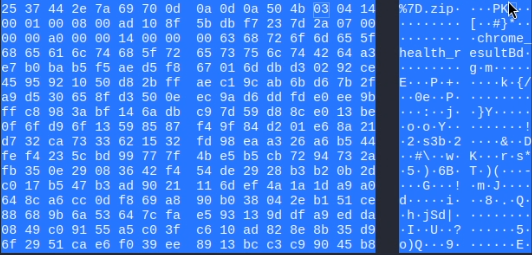 25 37 44 2e 7a 69 70 0d 0a 0d 0a 50 4b 03 04 14 %7D.zip· ···PK···
00 01 00 08 00 ad 10 8f 5b db f7 23 7d 2a 07 00 ········ [··#}*··
00 00 a0 00 00 14 00 00 00 63 68 72 6f 6d 65 5f ········ ·chrome_
68 65 61 6c 74 68 5f 72 65 73 75 6c 74 42 64 a3 health_r esultBd·
e7 b0 ba b5 f5 ae d5 f8 67 01 6d db d3 02 92 ce ········ g·m·····
45 95 92 10 50 d8 2b ff ae c1 9c ab 6b d6 7b 2f E···P·+· ····k·{/
a9 d5 30 65 8f d3 50 0e ec 9a d6 dd fd ee ee 9b ··0e··P· ········
ff c8 98 3a bf 14 6a db c9 7d 59 d8 8c e0 13 be ···:··j· ·}Y·····
0f 6f d9 6f 13 59 85 87 f4 9f 84 d2 01 e6 8a 21 ·o·o·Y·· ·······!
d7 32 ca 73 33 62 15 32 fd 98 ea a3 26 a6 b5 44 ·2·s3b·2 ····&··D
fe f4 23 5c bd 99 77 7f 4b e5 b5 cb 72 94 73 2a ··#\··w· K···r·s*
fb 35 0e 29 08 36 42 f4 54 de 29 28 b3 b2 0b 2d ·5·)·6B· T·)(···-
c0 17 b5 47 b3 ad 90 21 11 6d ef 4a 1a 1d a9 a0 ···G···! ·m·J····
64 8c a6 cc 0d f8 69 a8 90 b0 38 04 2e b1 51 ce d·····i· ··8·.·Q·
88 68 9b 6a 53 64 7c fa e5 93 13 9d df a9 ed da ·h·jSd|· ········
08 49 c0 91 55 a5 c0 3f c6 10 ad 82 8e 8b 35 d9 ·I··U··? ······5·
6f 29 51 ca e6 f0 39 ee 89 13 bc c3 c9 90 45 b8 o)Q···9· ······E·